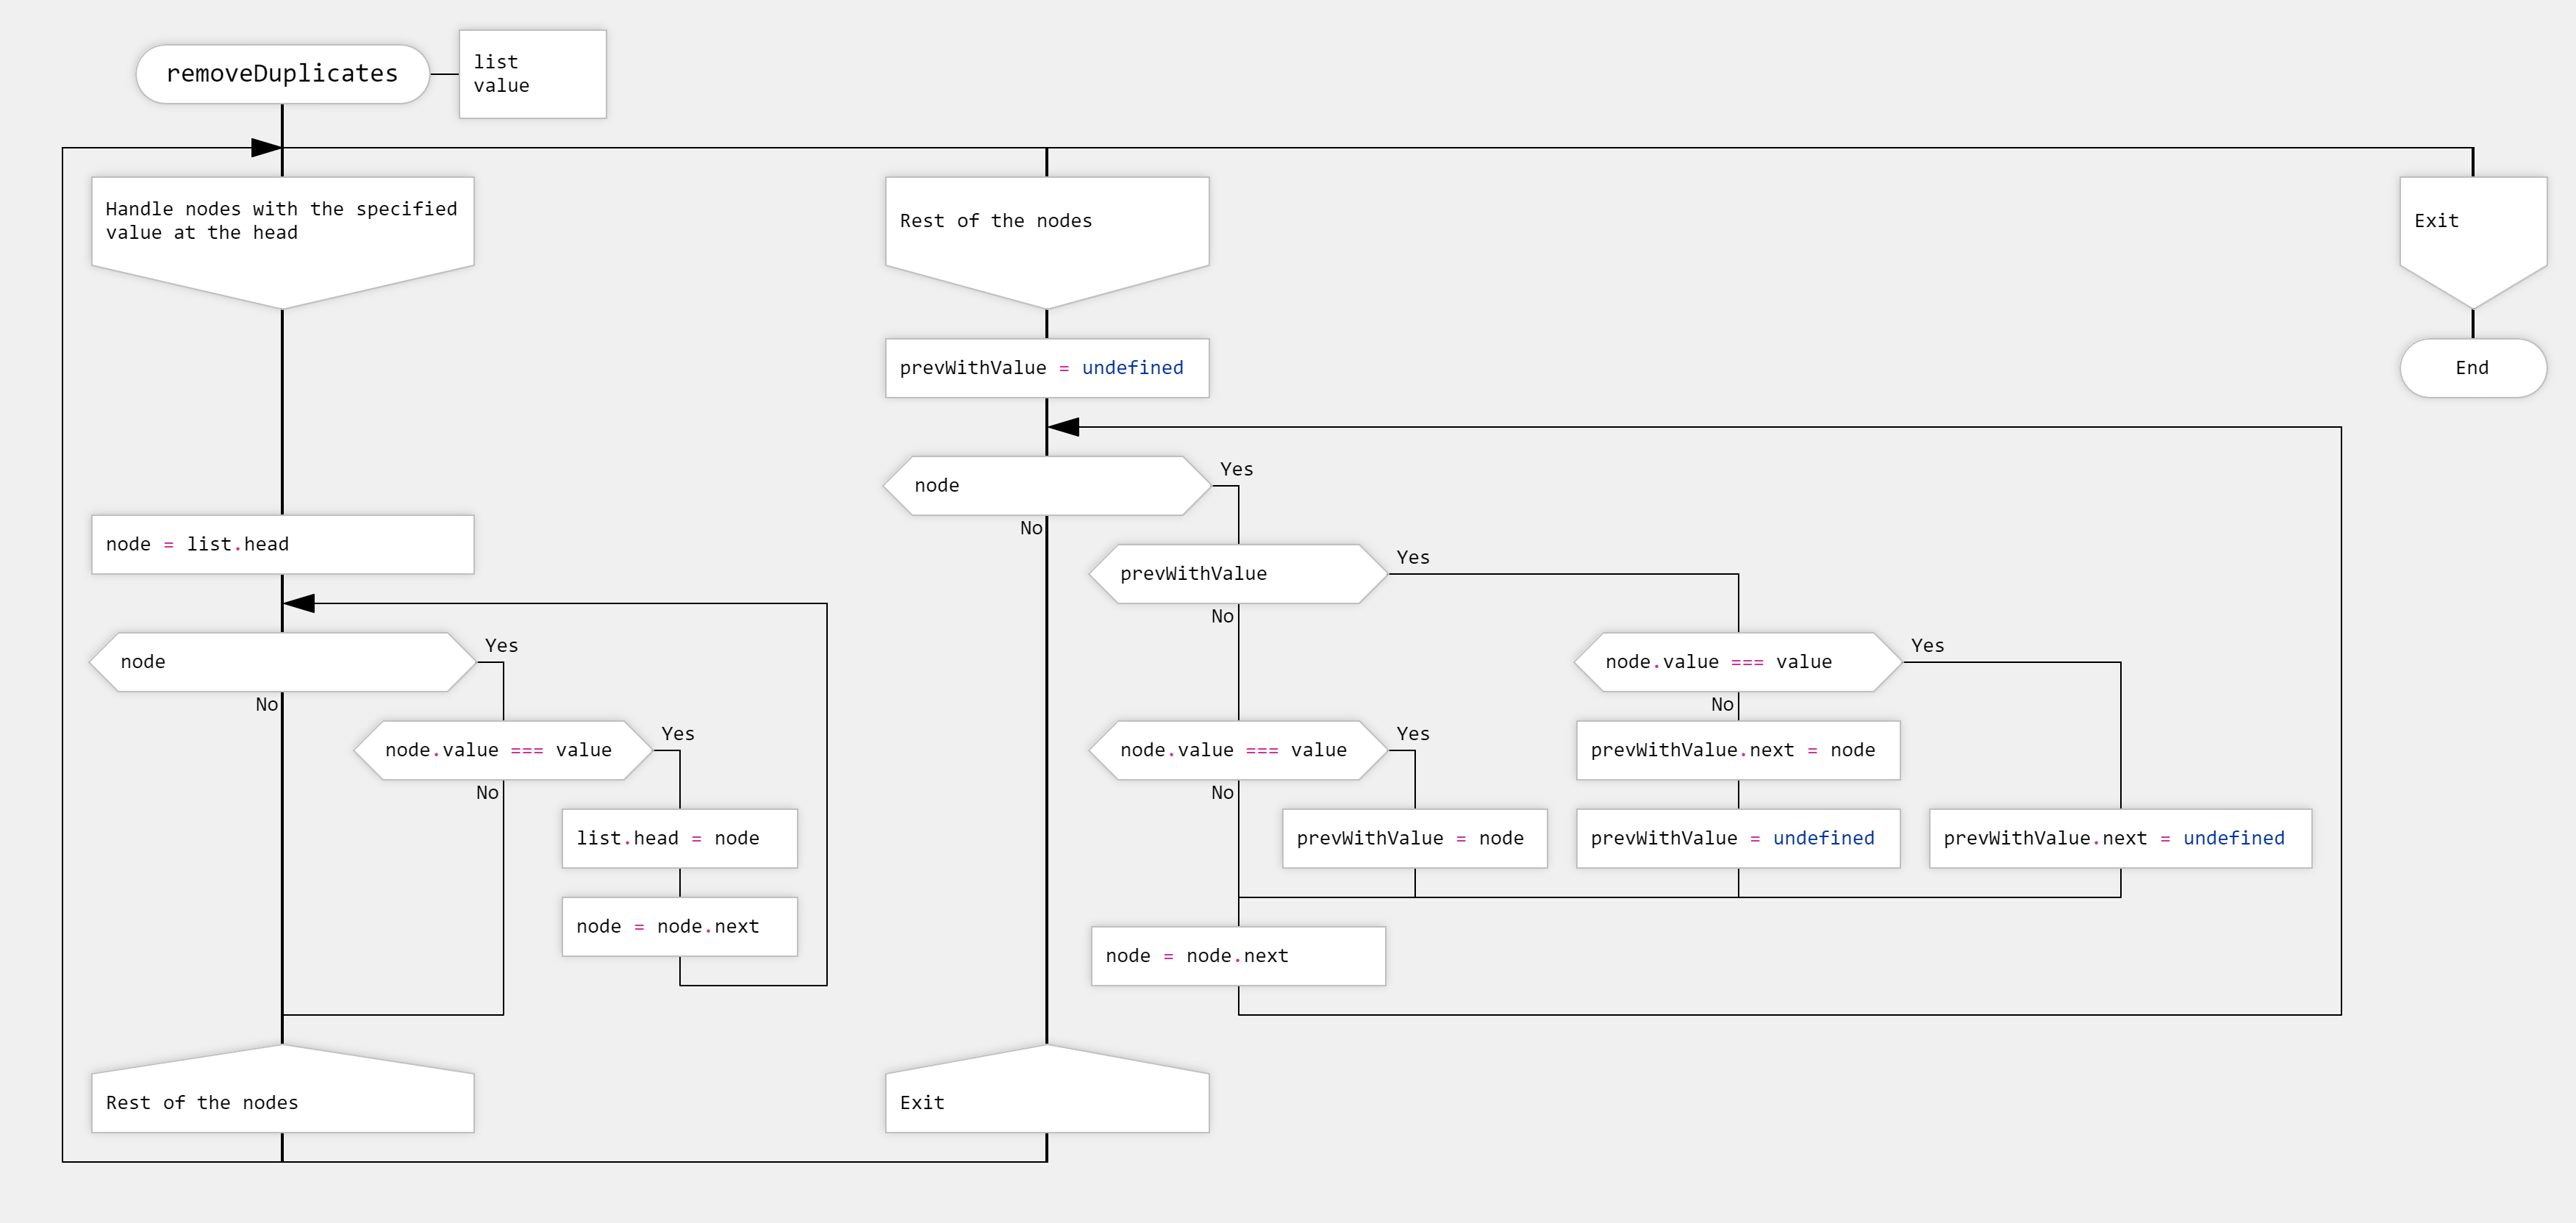 removeDuplicates
list
value
Handle nodes with the specified
value at the head
node = list.head
node
Yes
No
node.value === value
Yes
No
list.head = node
node = node.next
Rest of the nodes
Rest of the nodes
prevWithValue = undefined
node
Yes
No
prevWithValue
Yes
No
node.value === value
Yes
No
prevWithValue = node
node.value === value
Yes
No
prevWithValue.next = node
prevWithValue = undefined
prevWithValue.next = undefined
node = node.next
Exit
Exit
End